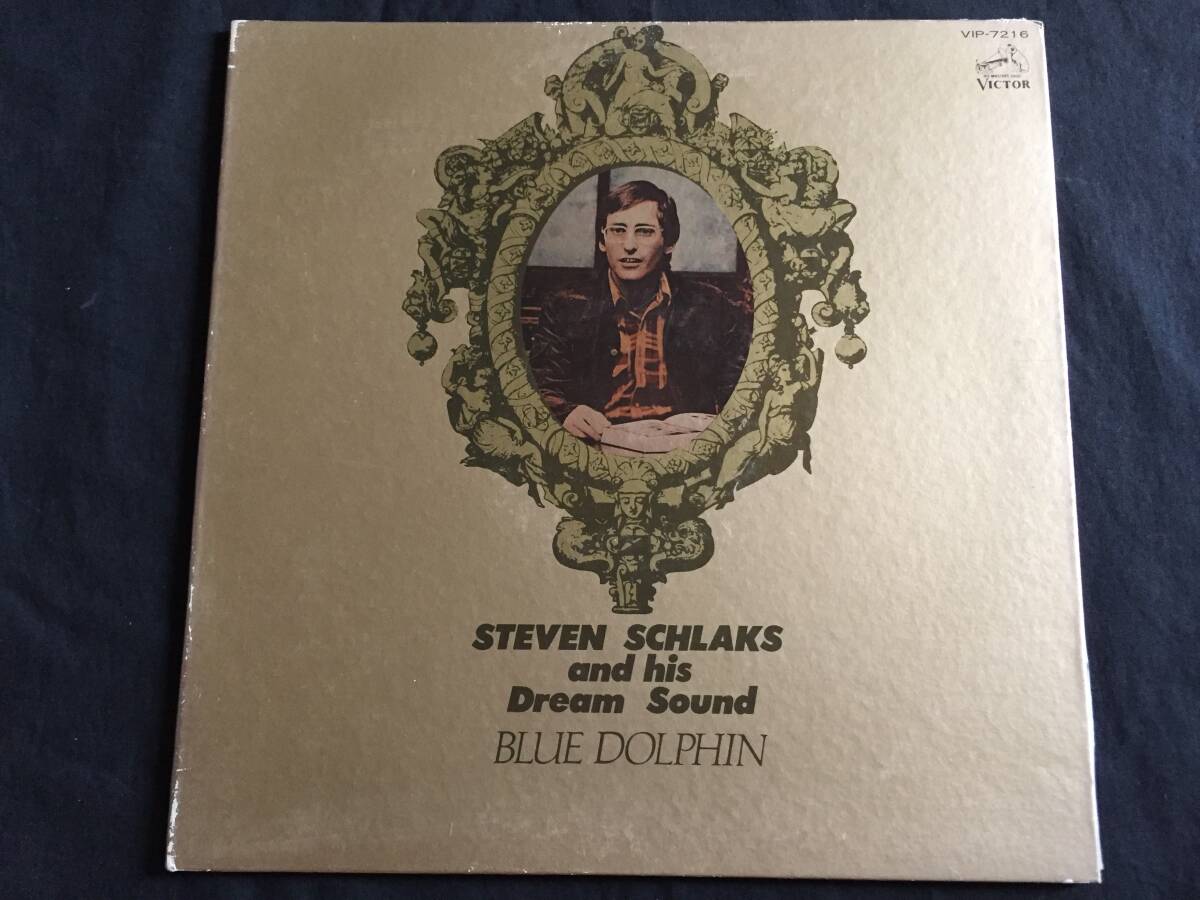 VIP-7216
VICTOR
STEVEN SCHLAKS
and his
Dream Sound
BLUE DOLPHIN